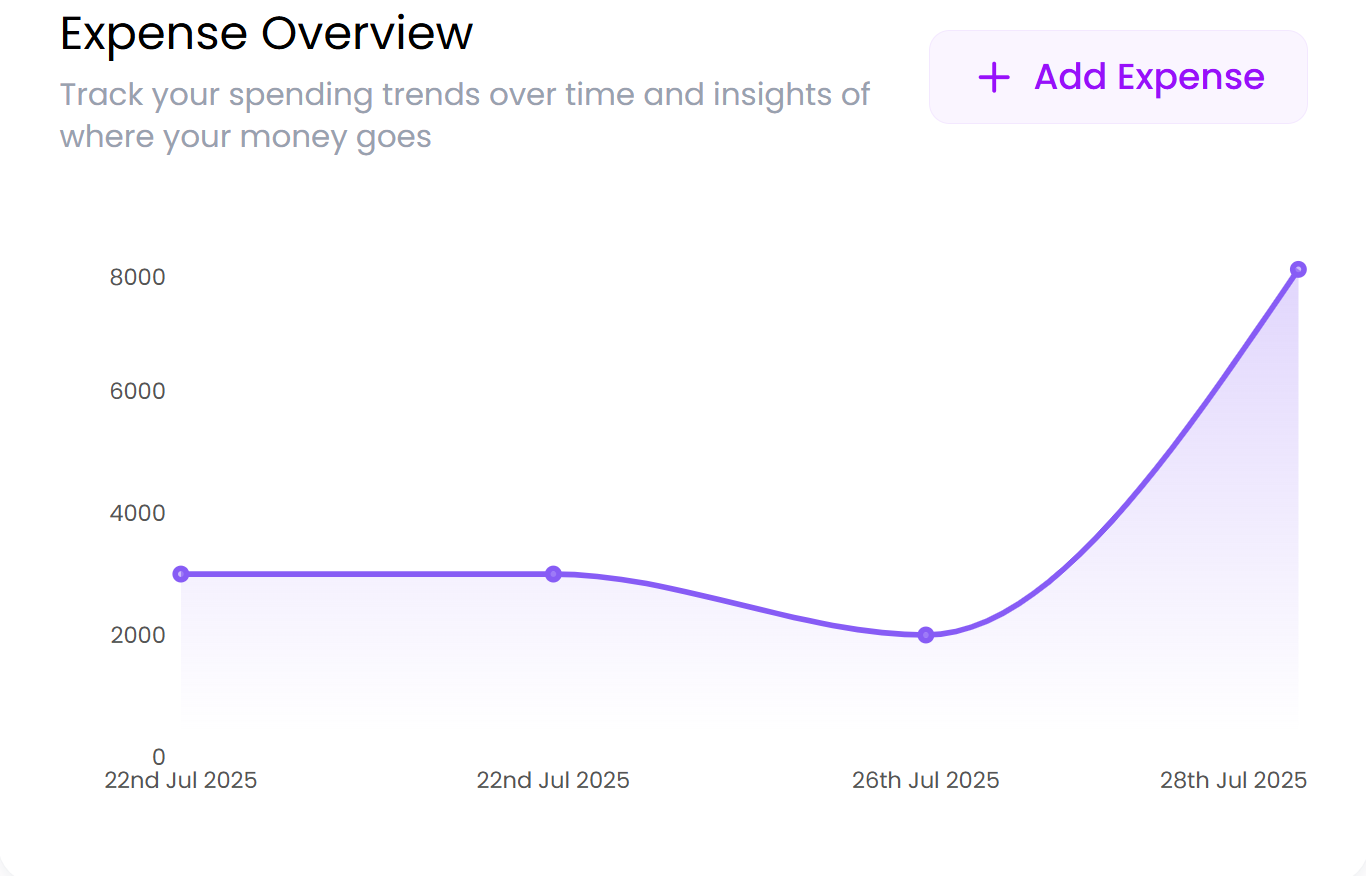 Expense Overview
+ Add Expense
Track your spending trends over time and insights of
where your money goes
8000
6000
4000
2000
0
22nd Jul 2025 22nd Jul 2025 26th Jul 2025 28th Jul 2025